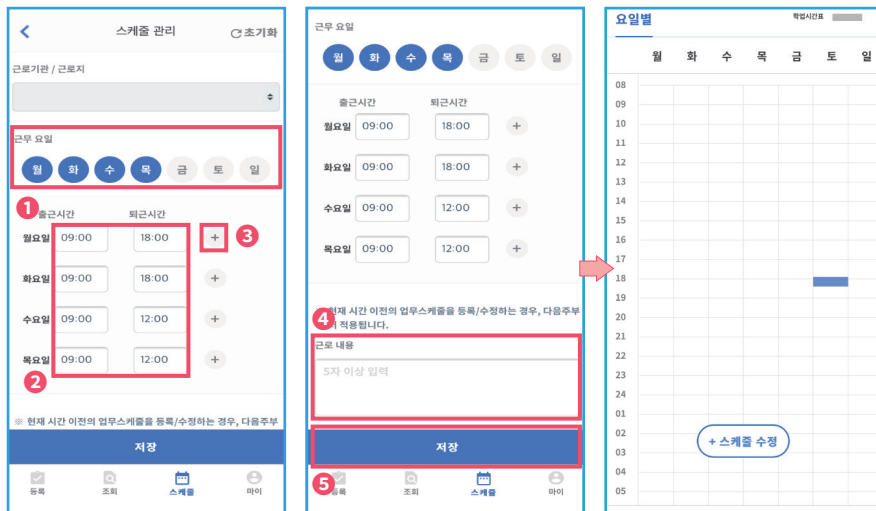 스케줄 관리
초기화
근로기관 / 근로지
근무 요일
월 화 수 목 금 토 일
1
출근시간 퇴근시간
월요일 09:00 18:00 + 3
화요일 09:00 18:00 +
수요일 09:00 12:00 +
목요일 09:00 12:00 +
2
※ 현재 시간 이전의 업무스케줄을 등록/수정하는 경우, 다음주부
저장
등록 조회 스케줄 마이
근무 요일
월 화 수 목 금 토 일
출근시간 퇴근시간
월요일 09:00 18:00 +
화요일 09:00 18:00 +
수요일 09:00 12:00 +
목요일 09:00 12:00 +
4
현재 시간 이전의 업무스케줄을 등록/수정하는 경우, 다음주부
적용됩니다.
근로 내용
5자 이상 입력
저장
5
등록 조회 스케줄 마이
요일별 학업시간표
월 화 수 목 금 토 일
08
09
10
11
12
13
14
15
16
17
18
19
20
21
22
23
24
01
02
+ 스케줄 수정
03
04
05